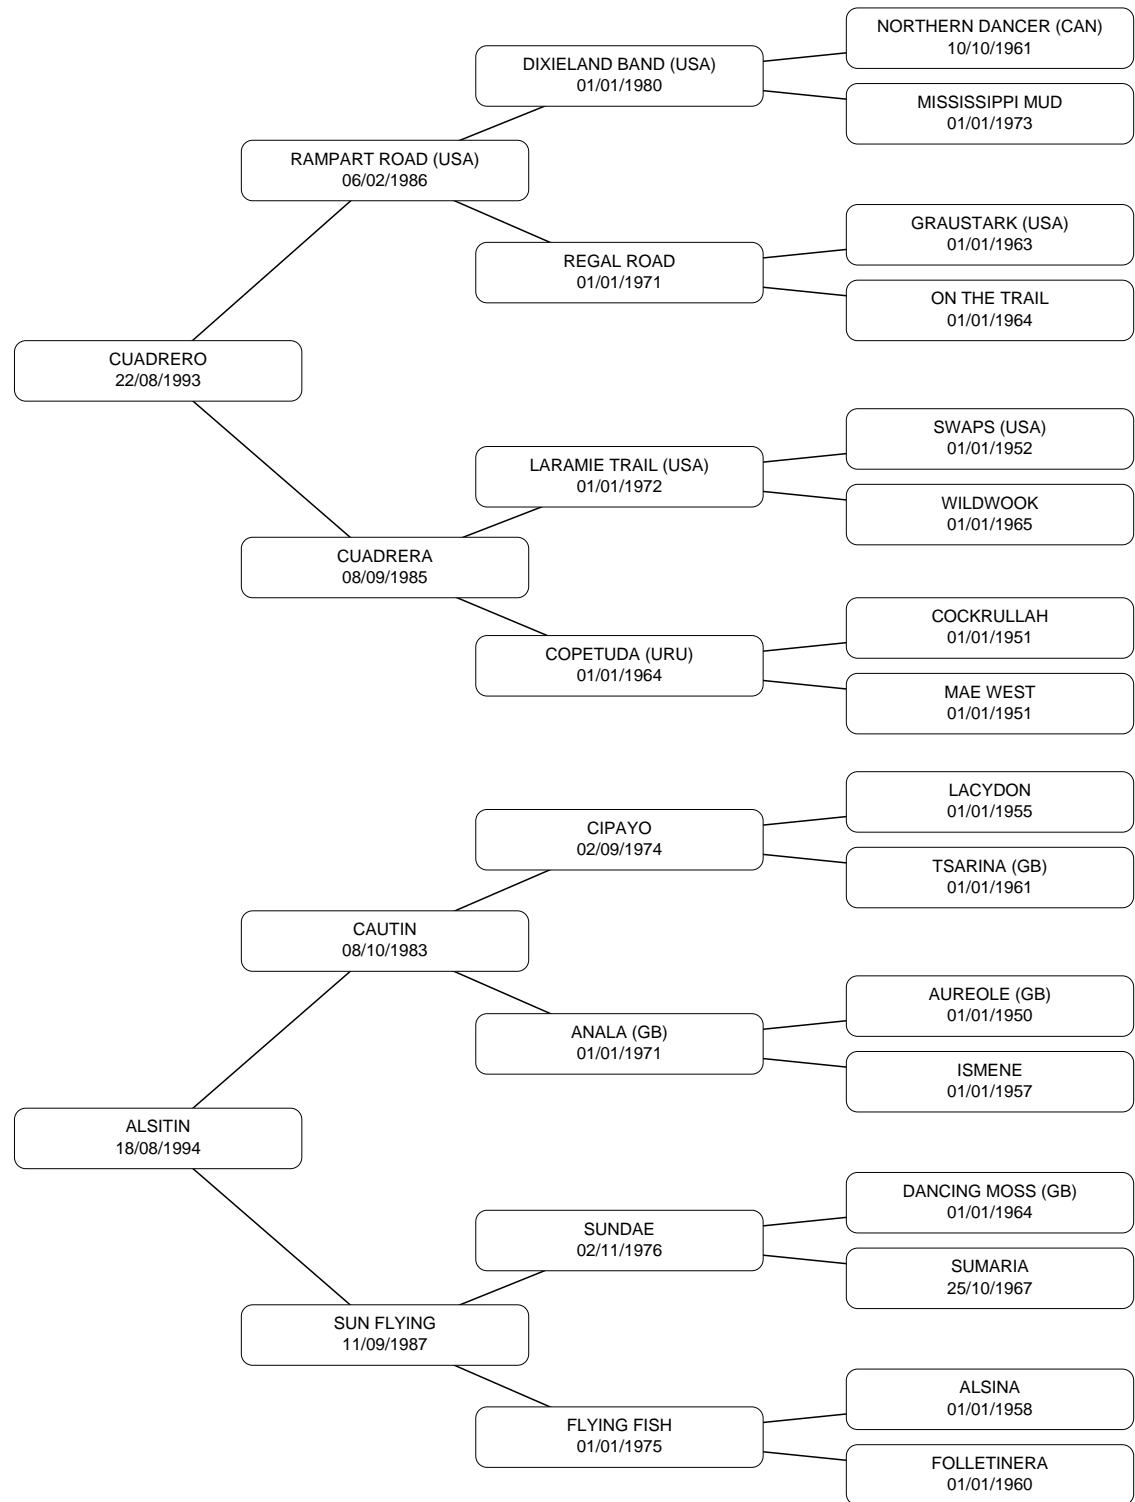 NORTHERN DANCER (CAN)
10/10/1961
DIXIELAND BAND (USA)
01/01/1980
MISSISSIPPI MUD
01/01/1973
RAMPART ROAD (USA)
06/02/1986
GRAUSTARK (USA)
01/01/1963
REGAL ROAD
01/01/1971
ON THE TRAIL
01/01/1964
CUADRERO
22/08/1993
SWAPS (USA)
01/01/1952
LARAMIE TRAIL (USA)
01/01/1972
WILDWOOK
01/01/1965
CUADRERA
08/09/1985
COCKRULLAH
01/01/1951
COPETUDA (URU)
01/01/1964
MAE WEST
01/01/1951
LACYDON
01/01/1955
CIPAYO
02/09/1974
TSARINA (GB)
01/01/1961
CAUTIN
08/10/1983
AUREOLE (GB)
01/01/1950
ANALA (GB)
01/01/1971
ISMENE
01/01/1957
ALSITIN
18/08/1994
DANCING MOSS (GB)
01/01/1964
SUNDAE
02/11/1976
SUMARIA
25/10/1967
SUN FLYING
11/09/1987
ALSINA
01/01/1958
FLYING FISH
01/01/1975
FOLLETINERA
01/01/1960